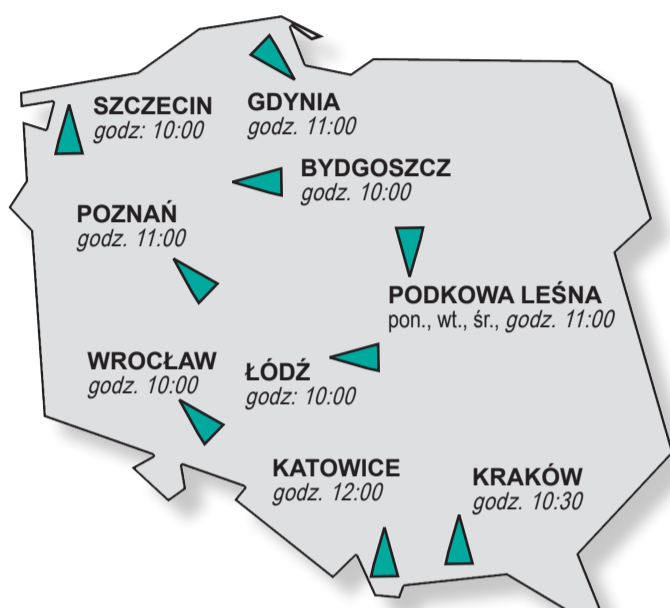 SZCZECIN
godz: 10:00
GDYNIA
godz. 11:00
BYDGOSZCZ
godz. 10:00
POZNAŃ
godz. 11:00
PODKOWA LEŚNA
pon., wt., śr., godz. 11:00
WROCŁAW
godz. 10:00
ŁÓDŹ
godz: 10:00
KATOWICE
godz. 12:00
KRAKÓW
godz. 10:30